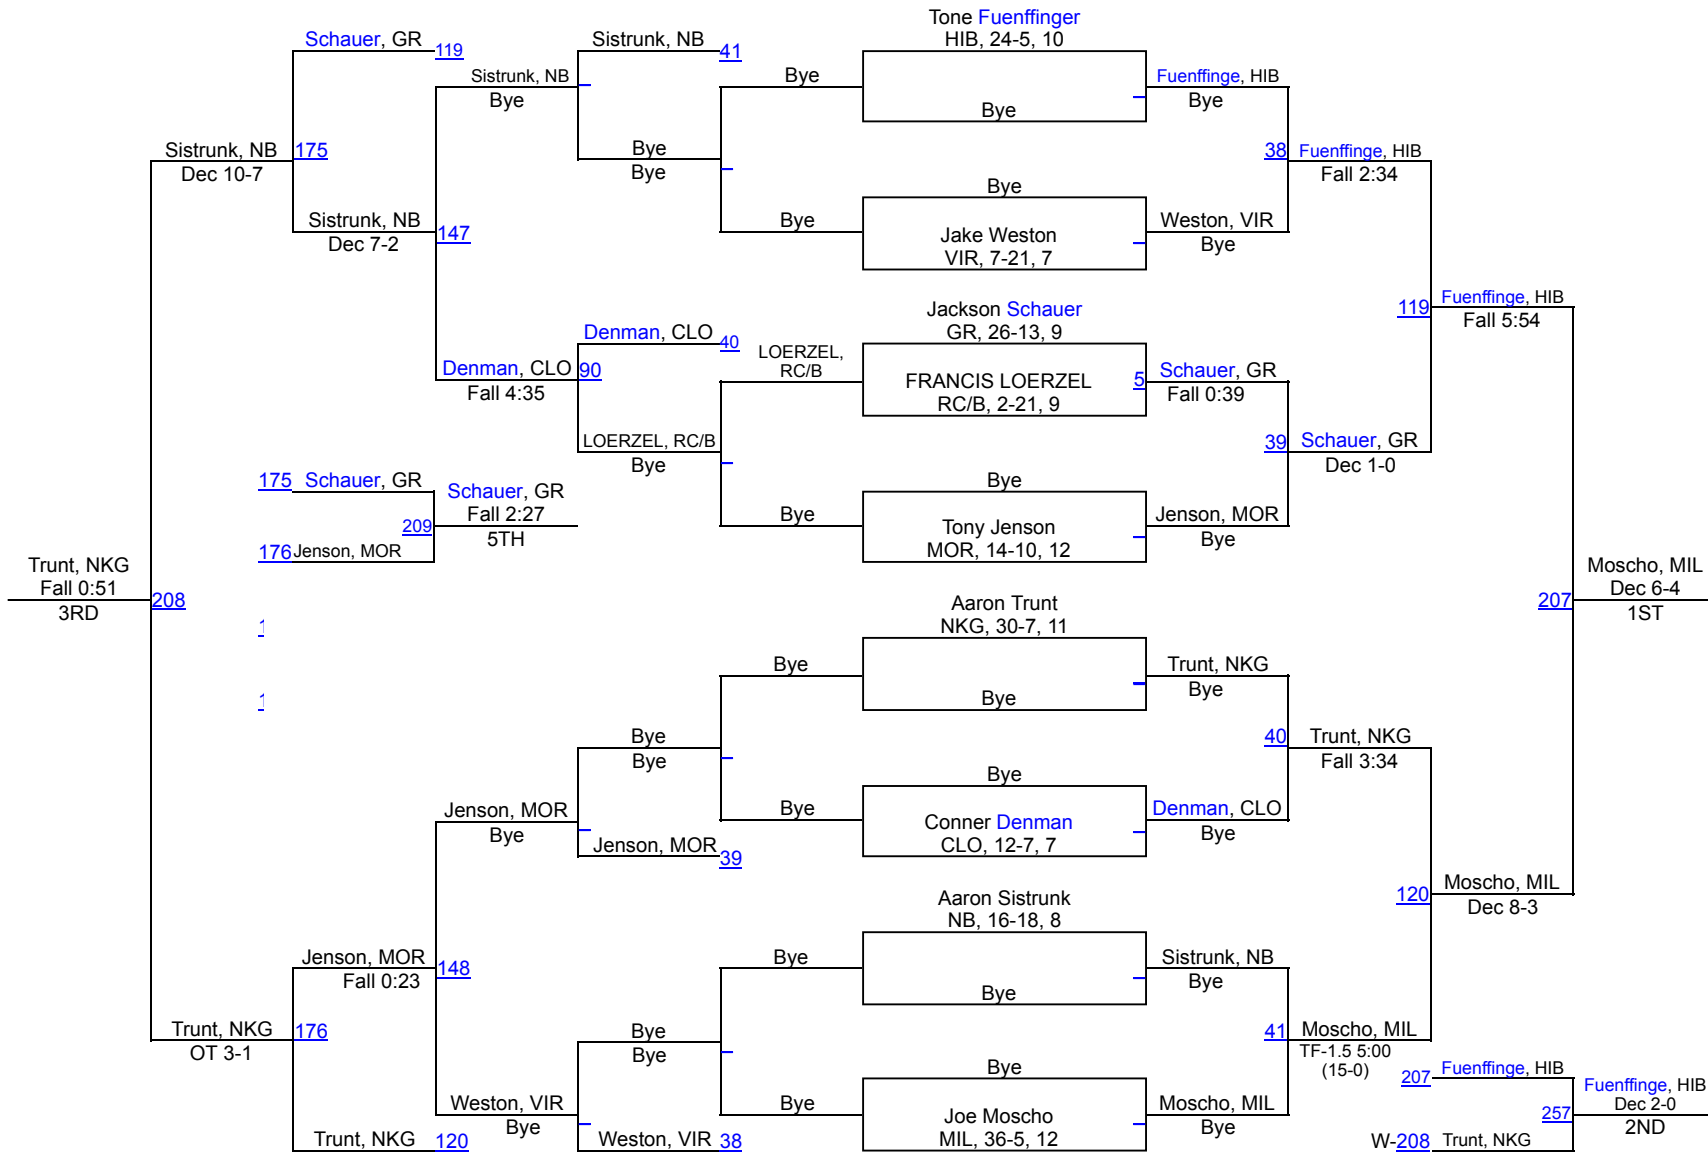 Tone Fuenffinger
HIB, 24-5, 10
Bye
Jake Weston
VIR, 7-21, 7
Bye
Jackson Schauer
GR, 26-13, 9
FRANCIS LOERZEL
RC/B, 2-21, 9
Bye
Tony Jenson
MOR, 14-10, 12
Aaron Trunt
NKG, 30-7, 11
Bye
Bye
Conner Denman
CLO, 12-7, 7
Aaron Sistrunk
NB, 16-18, 8
Bye
Bye
Joe Moscho
MIL, 36-5, 12
Fuenffinge, HIB
Bye
38
Weston, VIR
Bye
5
Schauer, GR
Fall 0:39
39
Jenson, MOR
Bye
Trunt, NKG
Bye
40
Denman, CLO
Bye
Sistrunk, NB
Bye
41
Moscho, MIL
Bye
Fuenffinge, HIB
Fall 2:34
119
Schauer, GR
Dec 1-0
Trunt, NKG
Fall 3:34
120
Moscho, MIL
TF-1.5 5:00
(15-0)
Fuenffinge, HIB
Fall 5:54
207
Moscho, MIL
Dec 8-3
Moscho, MIL
Dec 6-4
1ST
207
Fuenffinge, HIB
257
W-208
Trunt, NKG
Fuenffinge, HIB
Dec 2-0
2ND
Bye
Bye
LOERZEL,
RC/B
Bye
Bye
Bye
Bye
Bye
Sistrunk, NB
41
Bye
Bye
Denman, CLO
40
LOERZEL, RC/B
Bye
Bye
Bye
Jenson, MOR
39
Bye
Bye
Weston, VIR
38
Sistrunk, NB
Bye
Denman, CLO
90
Fall 4:35
Jenson, MOR
Bye
Weston, VIR
Bye
Schauer, GR
119
Sistrunk, NB
147
Dec 7-2
Jenson, MOR
148
Fall 0:23
Trunt, NKG
120
Sistrunk, NB
175
Dec 10-7
Trunt, NKG
176
OT 3-1
175
Schauer, GR
209
176
Jenson, MOR
Schauer, GR
Fall 2:27
5TH
Trunt, NKG
Fall 0:51
208
3RD